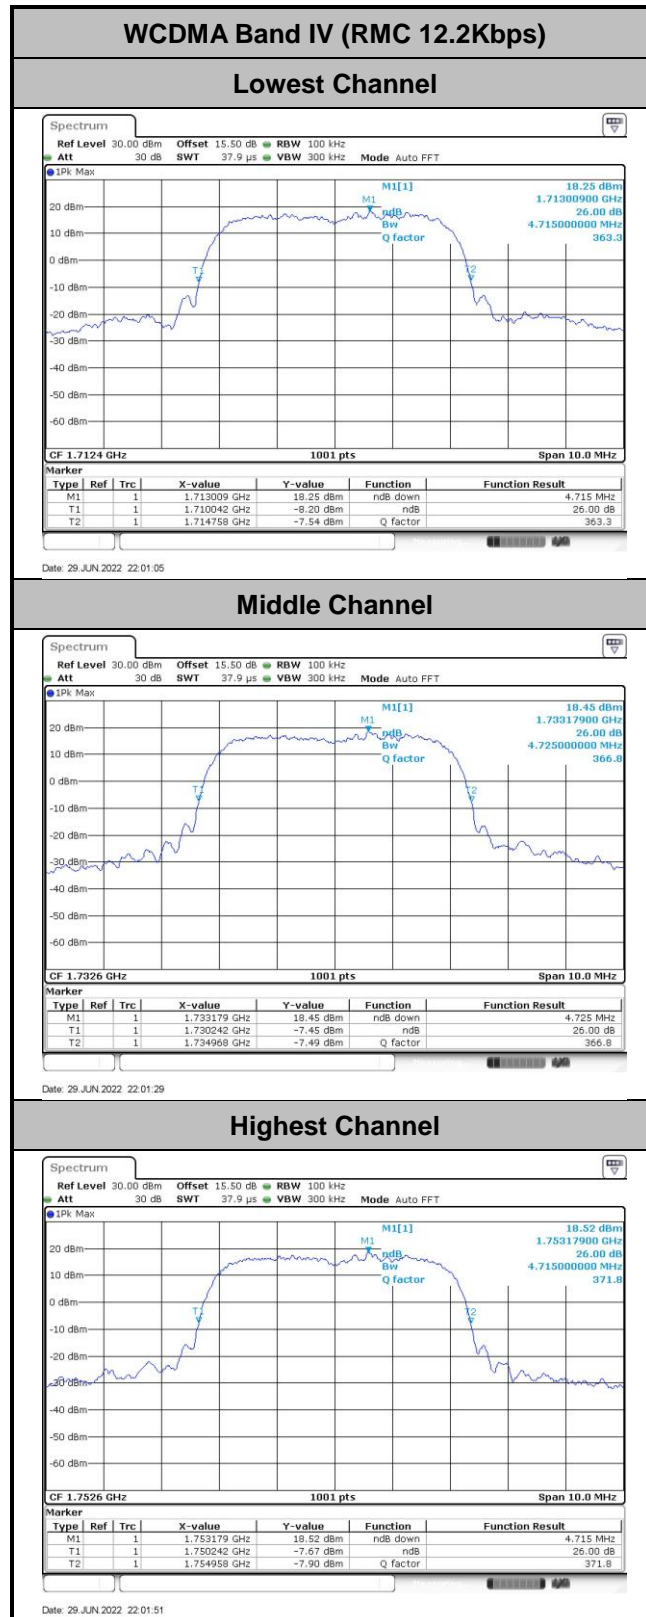 WCDMA Band IV (RMC 12.2Kbps)
Lowest Channel
Spectrum
Ref Level 30.00 dBm Offset 15.50 dB RBW 100 kHz
Att 30 dB SWT 37.9 µs VBW 300 kHz Mode Auto FFT
1Pk Max
M1[1] 18.25 dBm
M1 1.71300900 GHz
20 dBm
ndB 26.00 dB
Bw 4.715000000 MHz
10 dBm
Q factor 363.3
0 dBm
T1 T2
-10 dBm
-20 dBm
-30 dBm
-40 dBm
-50 dBm
-60 dBm
CF 1.7124 GHz 1001 pts Span 10.0 MHz
Marker
Type Ref Trc X-value Y-value Function Function Result
M1 1 1.713009 GHz 18.25 dBm ndB down 4.715 MHz
T1 1 1.710042 GHz -8.20 dBm ndB 26.00 dB
T2 1 1.714758 GHz -7.54 dBm Q factor 363.3
Date: 29.JUN.2022 22:01:05
Middle Channel
Spectrum
Ref Level 30.00 dBm Offset 15.50 dB RBW 100 kHz
Att 30 dB SWT 37.9 µs VBW 300 kHz Mode Auto FFT
1Pk Max
M1[1] 18.45 dBm
M1 1.73317900 GHz
20 dBm
ndB 26.00 dB
Bw 4.725000000 MHz
10 dBm
Q factor 366.8
0 dBm
T1 T2
-10 dBm
-20 dBm
-30 dBm
-40 dBm
-50 dBm
-60 dBm
CF 1.7326 GHz 1001 pts Span 10.0 MHz
Marker
Type Ref Trc X-value Y-value Function Function Result
M1 1 1.733179 GHz 18.45 dBm ndB down 4.725 MHz
T1 1 1.730242 GHz -7.45 dBm ndB 26.00 dB
T2 1 1.734968 GHz -7.49 dBm Q factor 366.8
Date: 29.JUN.2022 22:01:29
Highest Channel
Spectrum
Ref Level 30.00 dBm Offset 15.50 dB RBW 100 kHz
Att 30 dB SWT 37.9 µs VBW 300 kHz Mode Auto FFT
1Pk Max
M1[1] 18.52 dBm
M1 1.75317900 GHz
20 dBm
ndB 26.00 dB
Bw 4.715000000 MHz
10 dBm
Q factor 371.8
0 dBm
T1 T2
-10 dBm
-20 dBm
-30 dBm
-40 dBm
-50 dBm
-60 dBm
CF 1.7526 GHz 1001 pts Span 10.0 MHz
Marker
Type Ref Trc X-value Y-value Function Function Result
M1 1 1.753179 GHz 18.52 dBm ndB down 4.715 MHz
T1 1 1.750242 GHz -7.67 dBm ndB 26.00 dB
T2 1 1.754958 GHz -7.90 dBm Q factor 371.8
Date: 29.JUN.2022 22:01:51